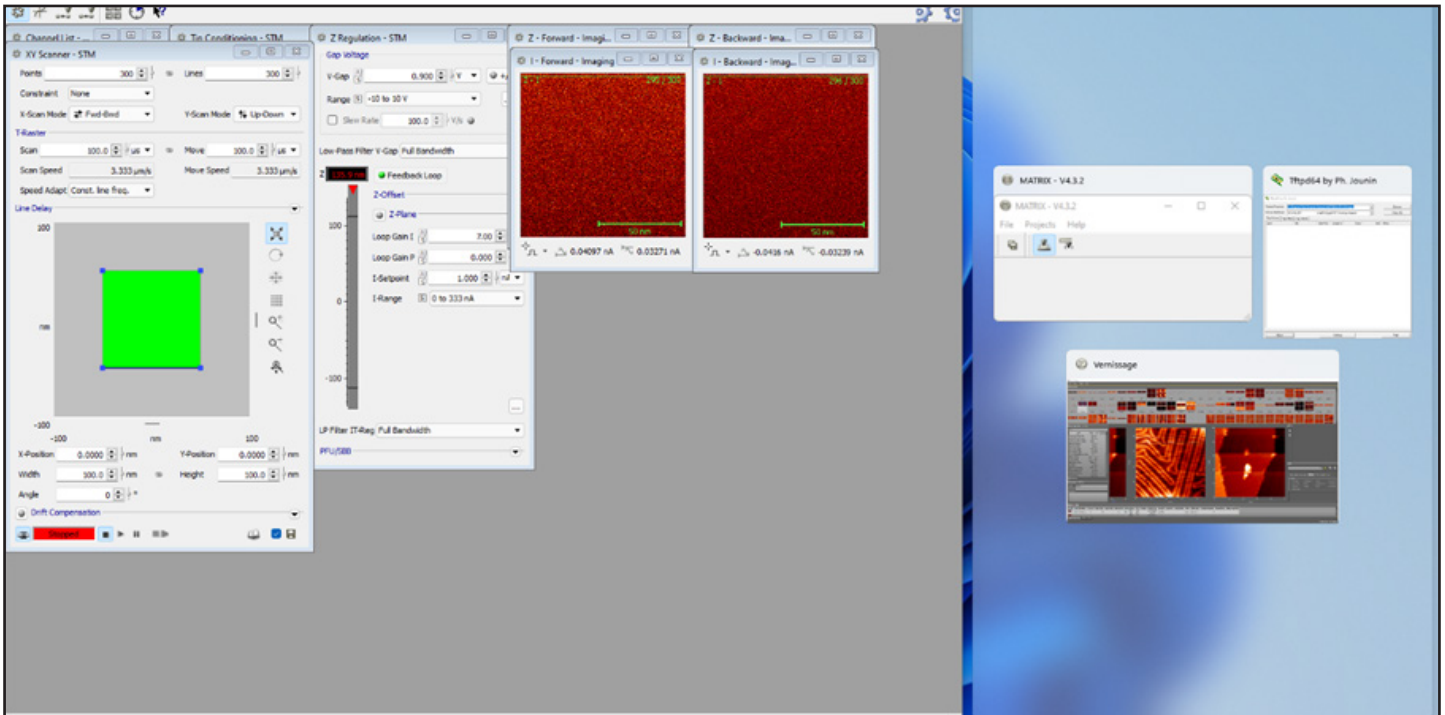 Channel List - ...
Tip Conditioning - STM
Z Regulation - STM
Z - Forward - Imagi...
Z - Backward - Ima...
XY Scanner - STM
Points 300 Lines 300
Constraint None
X-Scan Mode Fwd-Bwd Y-Scan Mode Up-Down
T-Raster
Scan 100.0 µs Move 100.0 µs
Scan Speed 3.333 µm/s Move Speed 3.333 µm/s
Speed Adapt Const. line freq.
Line Delay
100
nm
-100
-100 nm 100
X-Position 0.0000 nm Y-Position 0.0000 nm
Width 100.0 nm Height 100.0 nm
Angle 0 °
Drift Compensation
Stopped
Gap Voltage
V-Gap 0.900 V
Range -10 to 10 V
Slew Rate 100.0 V/s
Low-Pass Filter V-Gap Full Bandwidth
Z
Feedback Loop
Z-Offset
Z-Plane
100
Loop Gain I 7.00
Loop Gain P 0.000
I-Setpoint 1.000 nA
0
I-Range 0 to 333 nA
-100
...
LP Filter IT-Reg Full Bandwidth
PFU/SBB
I - Forward - Imaging
296 / 300
50 nm
0.04097 nA 0.03271 nA
I - Backward - Imag...
296 / 300
50 nm
-0.0416 nA -0.03239 nA
MATRIX - V4.3.2
MATRIX - V4.3.2
File Projects Help
Tftpd64 by Ph. Jounin
Vernissage